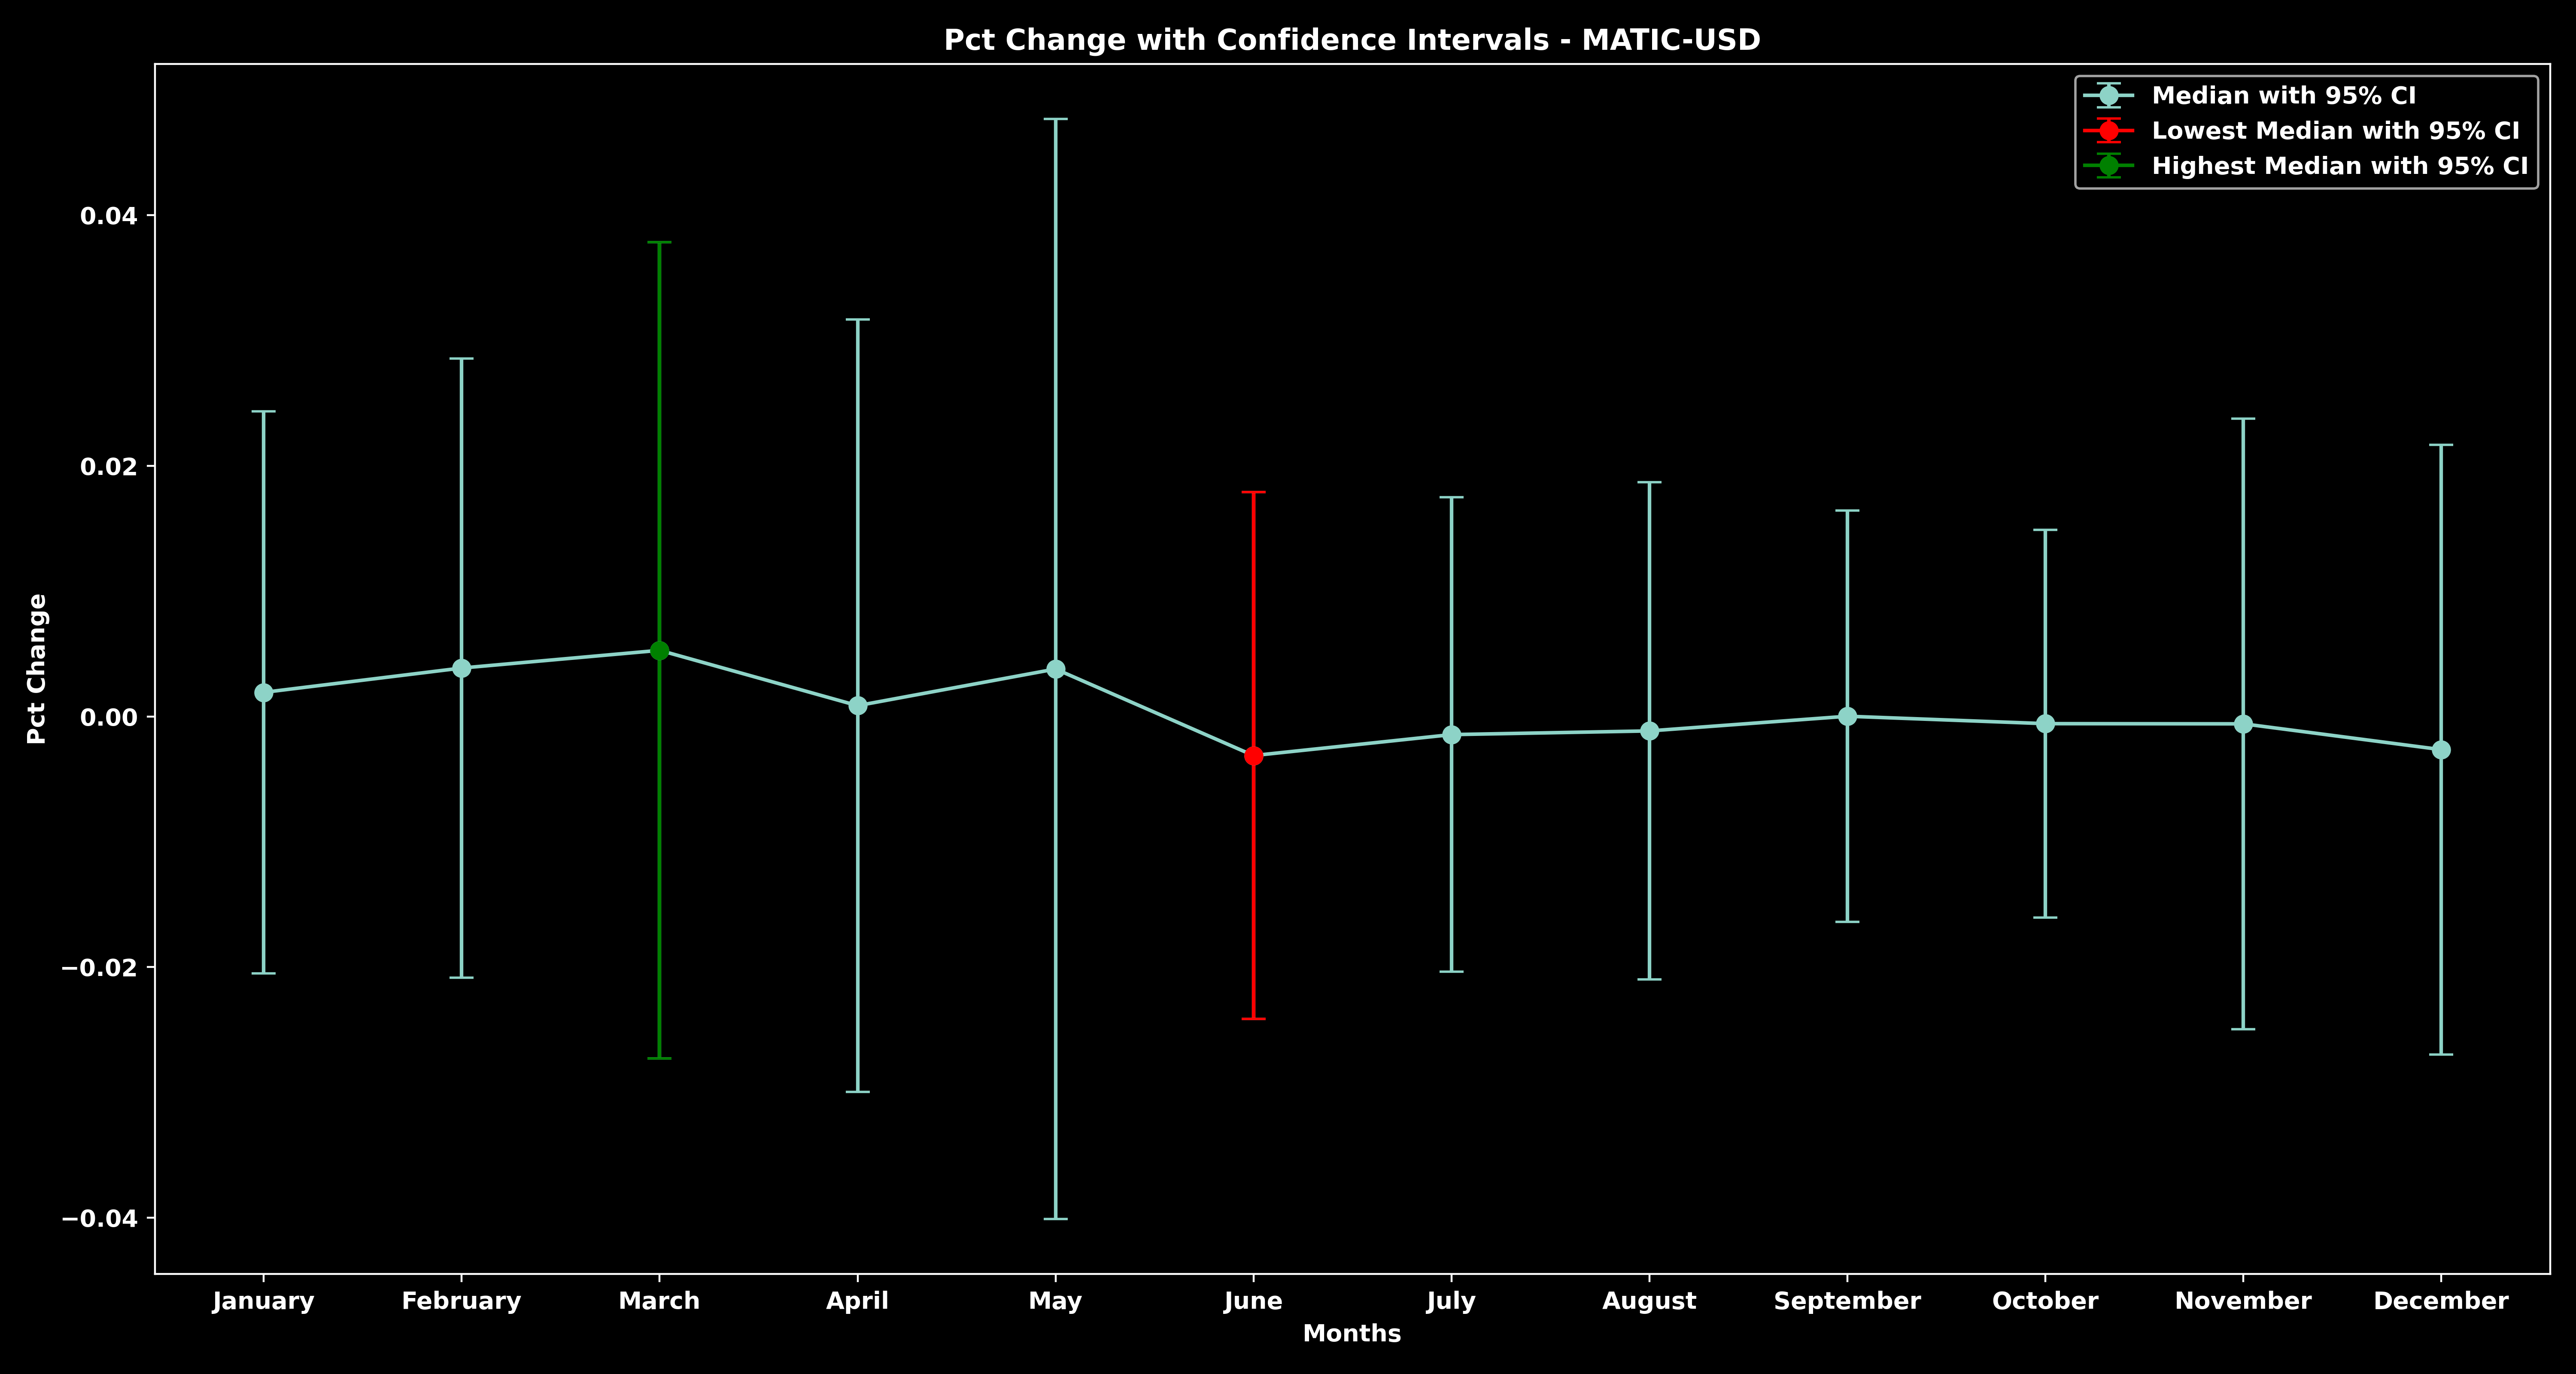 Pct Change with Confidence Intervals - MATIC-USD
Median with 95% CI
Lowest Median with 95% CI
Highest Median with 95% CI
Pct Change
0.04
0.02
0.00
−0.02
−0.04
January February March April May June July August September October November December
Months